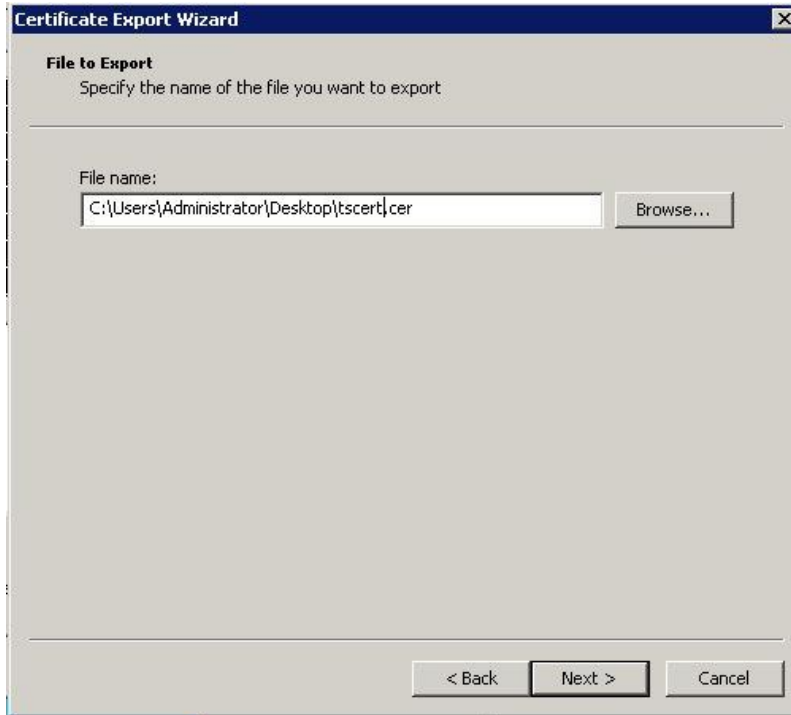 Certificate Export Wizard
File to Export
Specify the name of the file you want to export
File name:
C:\Users\Administrator\Desktop\tscert.cer
Browse...
< Back
Next >
Cancel